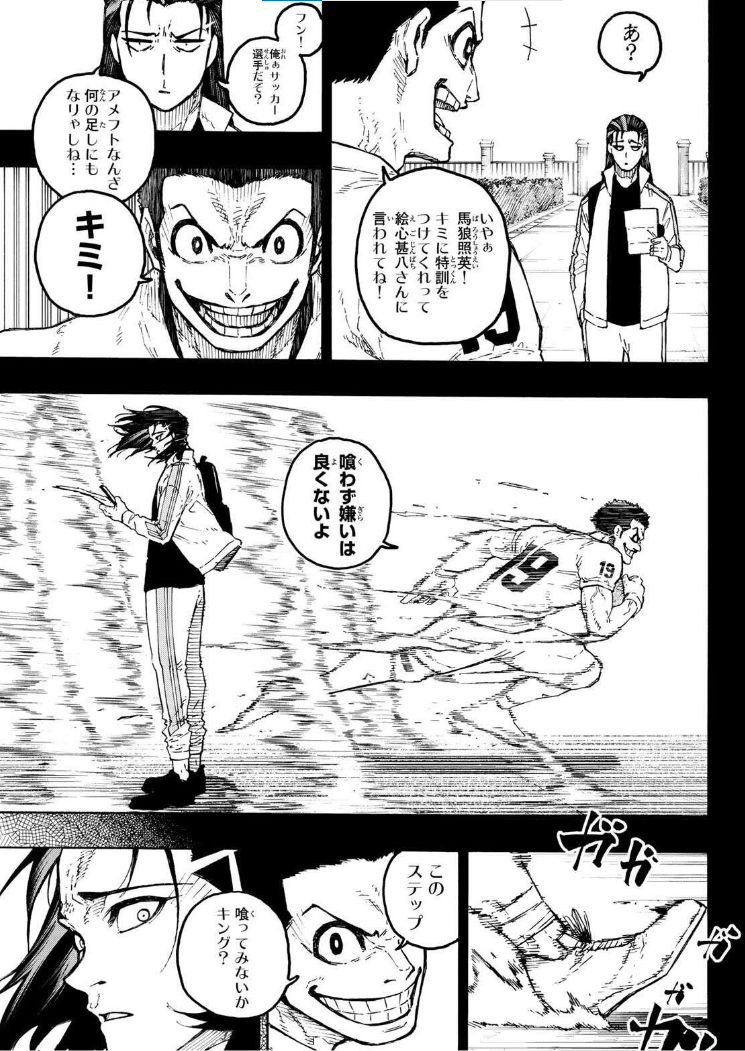 あ?
いやぁ
馬狼照英!
キミに特訓を
つけてくれって
絵心甚八さんに
言われてね!
フン!
俺ぁサッカー
選手だぞ?
アメフトなんざ
何の足しにも
なりゃしね…
キミ!
喰わず嫌いは
良くないよ
19
19
19
ガガ
ガ
ガ
ガ
この
ステップ
喰ってみないか
キング?